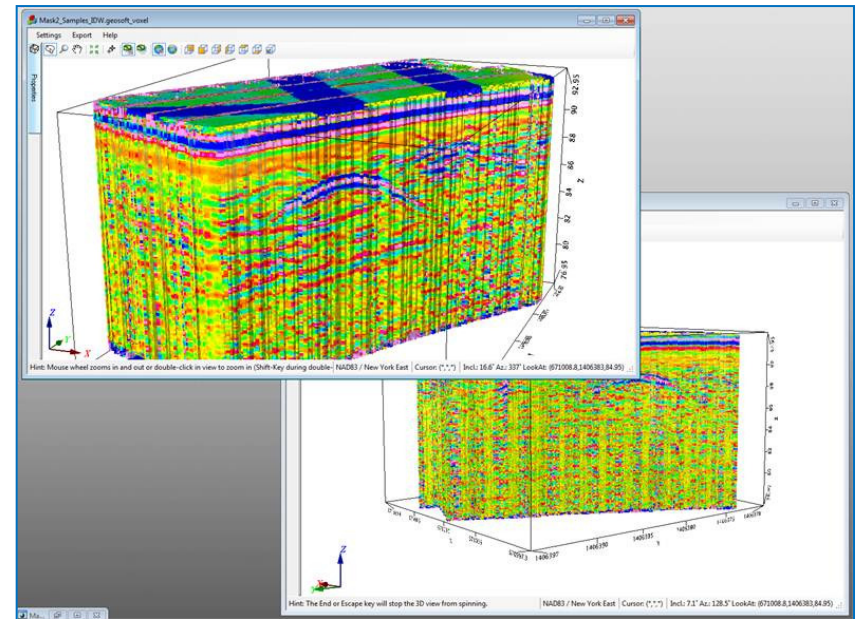 Mask2_Samples_IDW.geosoft_voxel
Settings Export Help
Properties
92.95
90
88
86
84
82
80
76.95
Z
Z
Y
X
Hint: Mouse wheel zooms in and out or double-click in view to zoom in (Shift-Key during double- NAD83 / New York East Cursor: (*,*,*) Incl.: 16.6° Az.: 337° LookAt: (671008.8,1406383,84.95)
Z
1406397
1406390
1406385
1406380
1406375
1406370
Hint: The End or Escape key will stop the 3D view from spinning. NAD83 / New York East Cursor: (*,*,*) Incl.: 7.1° Az.: 128.5° LookAt: (671008.8,1406383,84.95)
Ma...